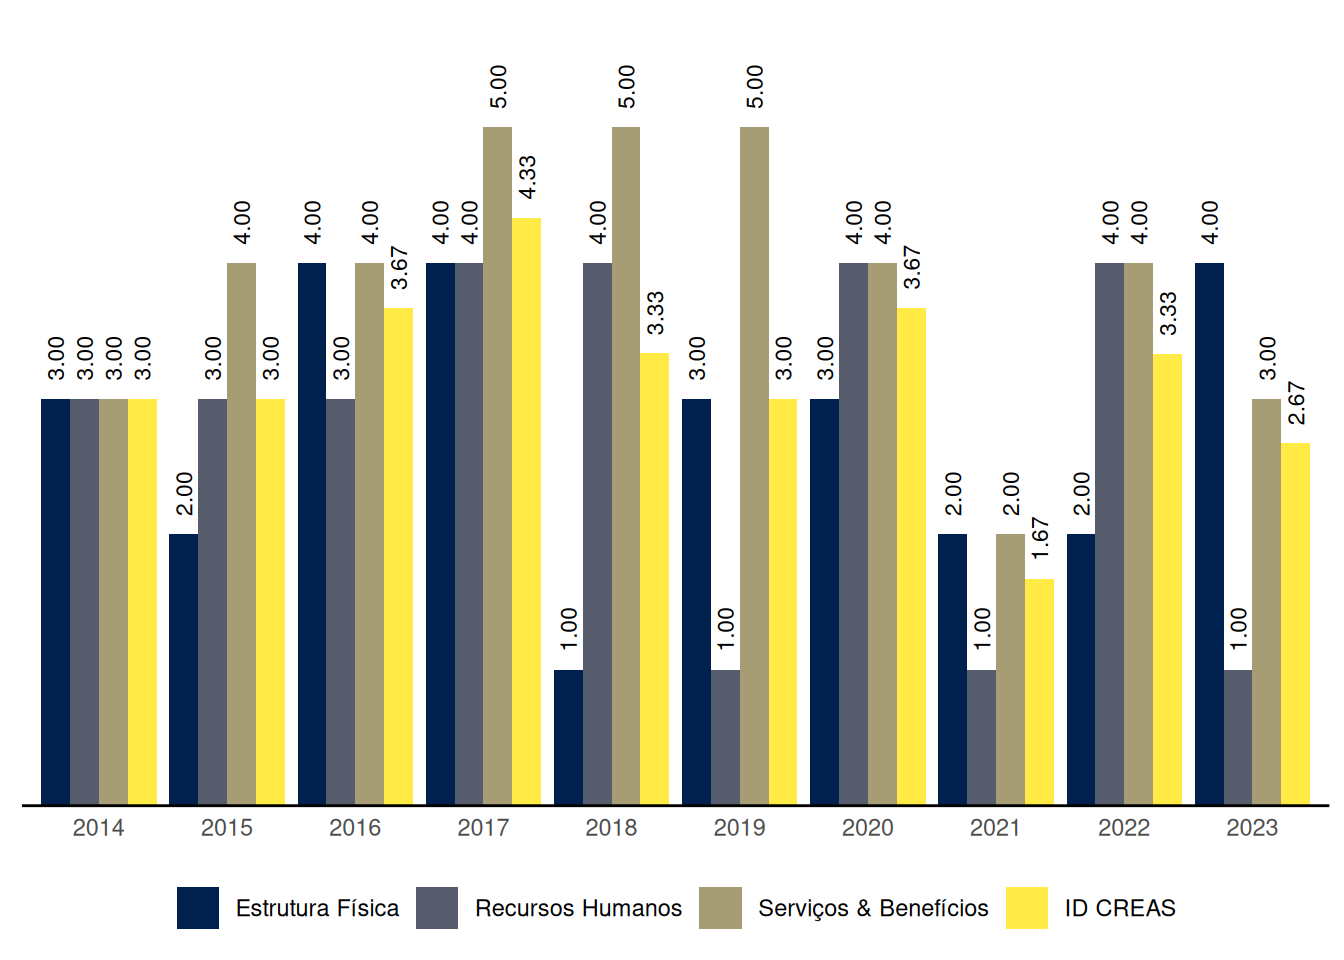 3.00 3.00 3.00 3.00
2.00 3.00 4.00 3.00
4.00 3.00 4.00 3.67
4.00 4.00 5.00 4.33
1.00 4.00 5.00 3.33
3.00 1.00 5.00 3.00
3.00 4.00 4.00 3.67
2.00 1.00 2.00 1.67
2.00 4.00 4.00 3.33
4.00 1.00 3.00 2.67
2014 2015 2016 2017 2018 2019 2020 2021 2022 2023
Estrutura Física Recursos Humanos Serviços & Benefícios ID CREAS